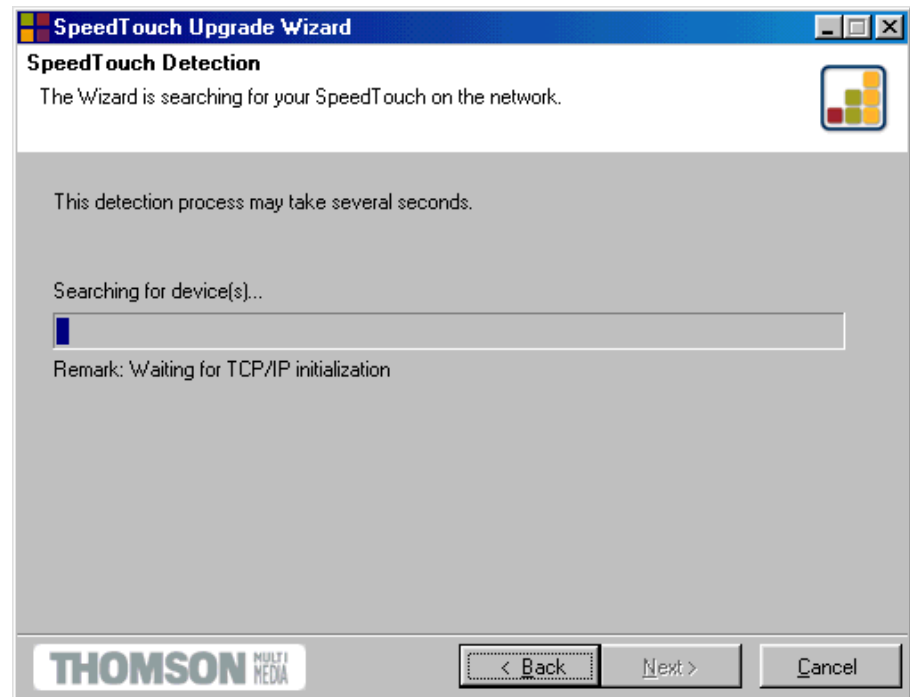 SpeedTouch Upgrade Wizard
SpeedTouch Detection
The Wizard is searching for your SpeedTouch on the network.
This detection process may take several seconds.
Searching for device(s)...
Remark: Waiting for TCP/IP initialization
THOMSON MULTI MEDIA
< Back
Next >
Cancel